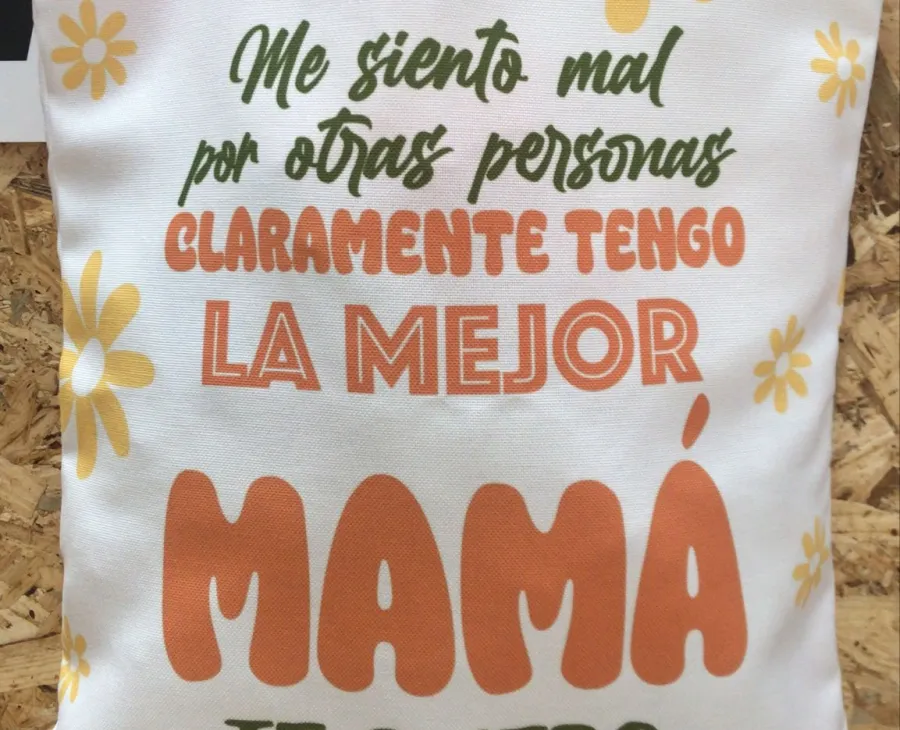 Me siento mal
por otras personas
CLARAMENTE TENGO
LA MEJOR
MAMÁ